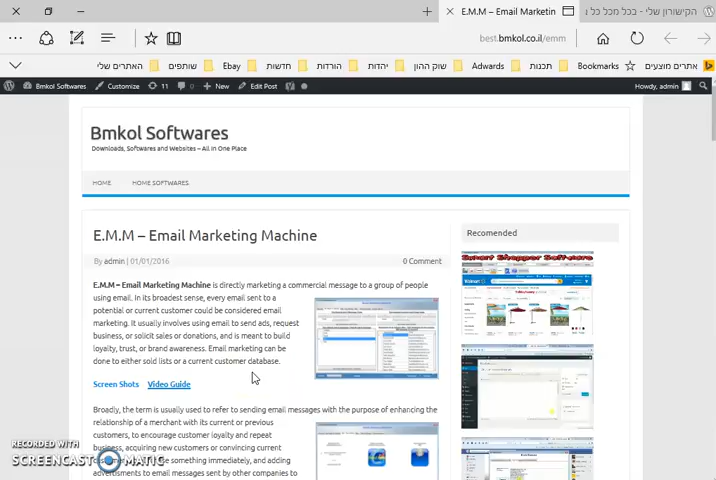 E.M.M – Email Marketin
הקישורון שלי - בכל מכל כל
best.bmkol.co.il/emm
האתרים שלי
שותפים
Ebay
חדשות
הורדות
יהדות
שוק ההון
Adwards
תכנות
Bookmarks
אתרים מוצעים
Bmkol Softwares
Customize
11
New
Edit Post
Howdy, admin
Bmkol Softwares
Downloads, Softwares and Websites – All in One Place
HOME
HOME SOFTWARES
E.M.M – Email Marketing Machine
admin | 01/01/2016
0 Comment
E.M.M – Email Marketing Machine is directly marketing a commercial message to a group of people
using email. In its broadest sense, every email sent to a
potential or current customer could be considered email
marketing. It usually involves using email to send ads, request
business, or solicit sales or donations, and is meant to build
loyalty, trust, or brand awareness. Email marketing can be
done to either sold lists or a current customer database.
Screen Shots Video Guide
Broadly, the term is usually used to refer to sending email messages with the purpose of enhancing the
relationship of a merchant with its current or previous
customers, to encourage customer loyalty and repeat
business, acquiring new customers or convincing current
something immediately, and adding
advertisments to email messages sent by other companies to
Recomended
Smart Shopper Software
Walmart
RECORDED WITH
SCREENCAST MATIC